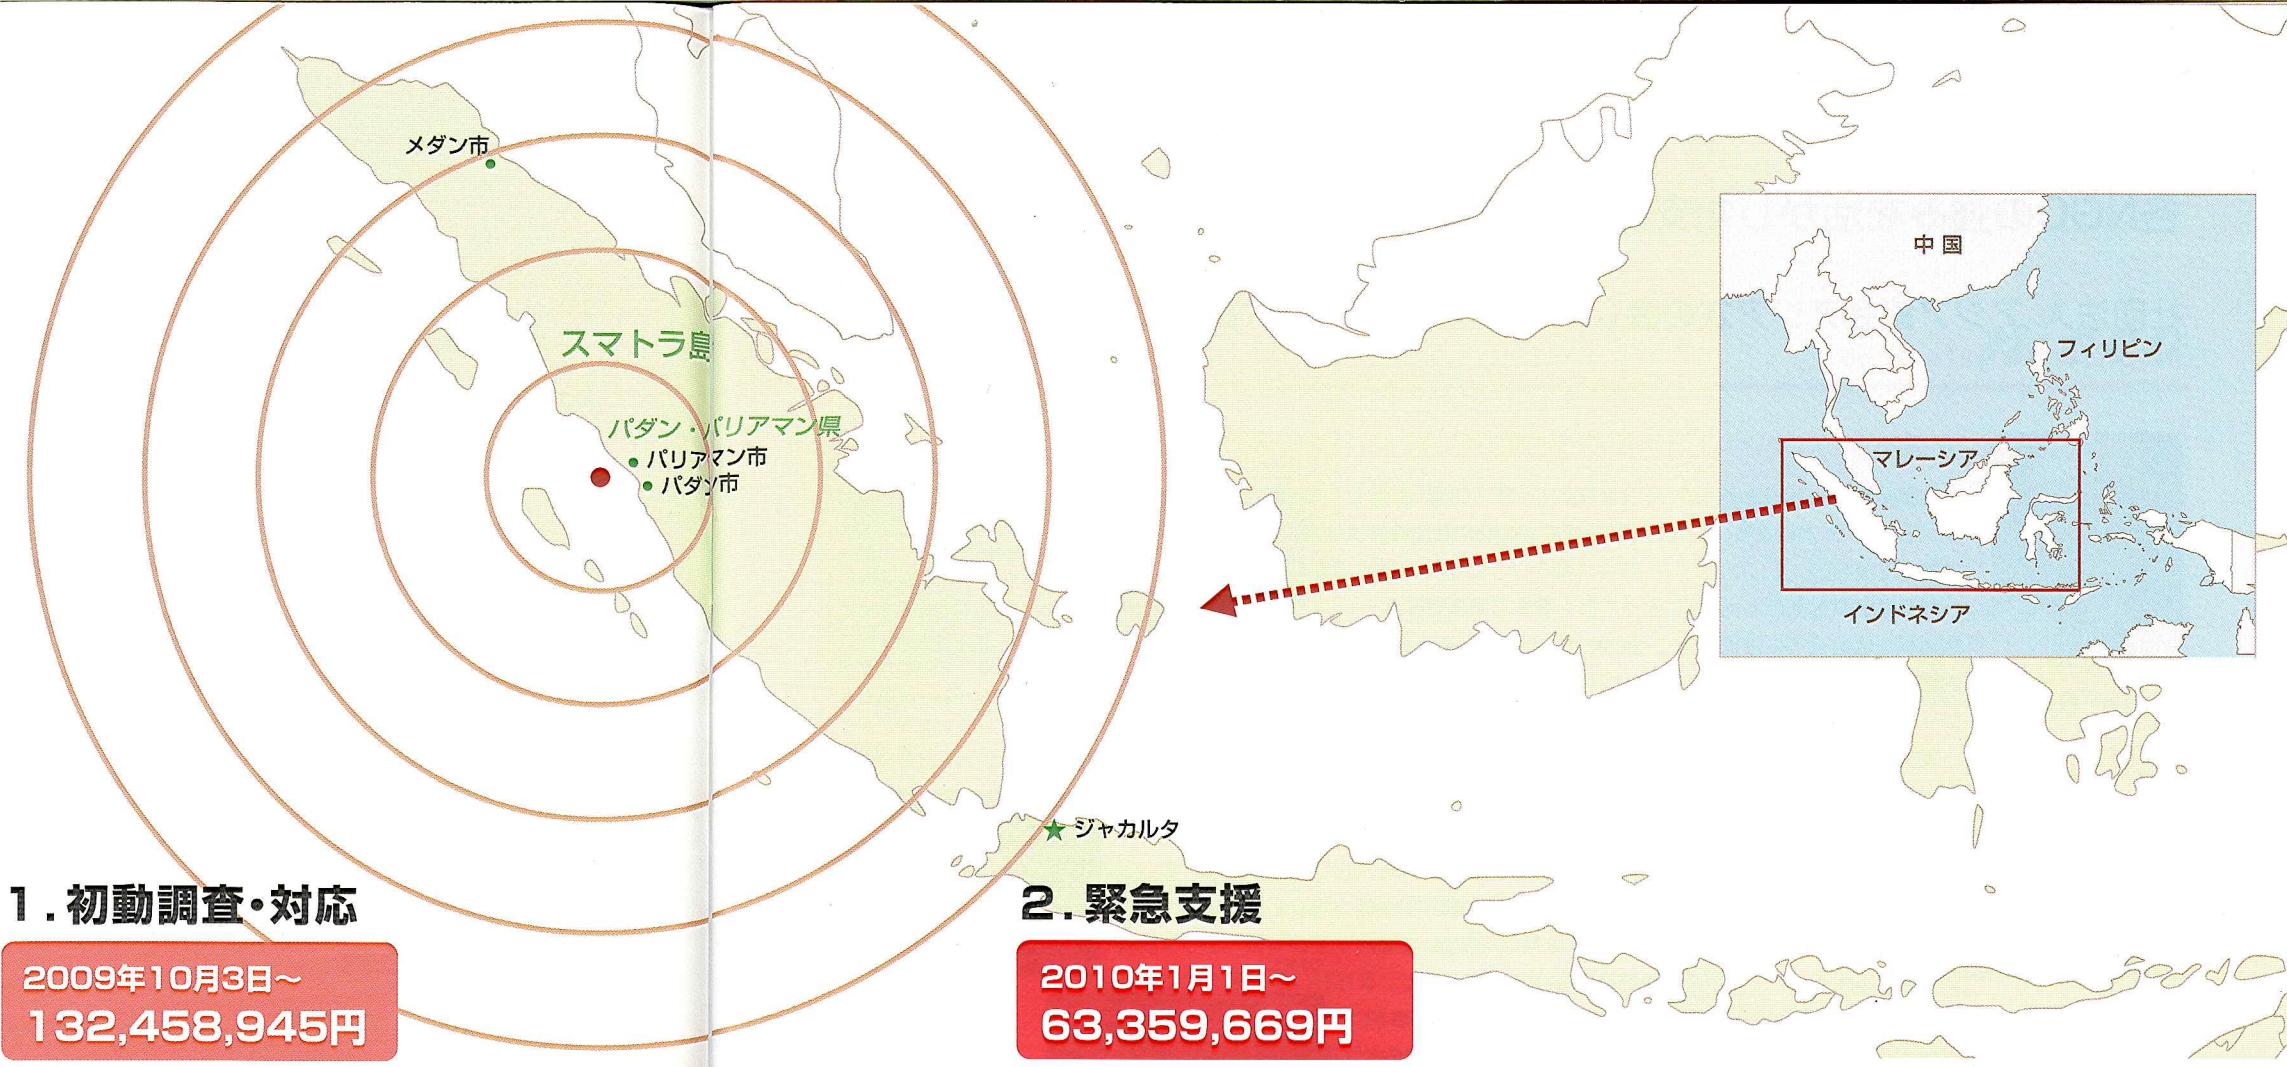 メダン市
スマトラ島
パダン・パリアマン県
パリアマン市
パダン市
ジャカルタ
中国
フィリピン
マレーシア
インドネシア
1.初動調査・対応
2009年10月3日～
132,458,945円
2.緊急支援
2010年1月1日～
63,359,669円